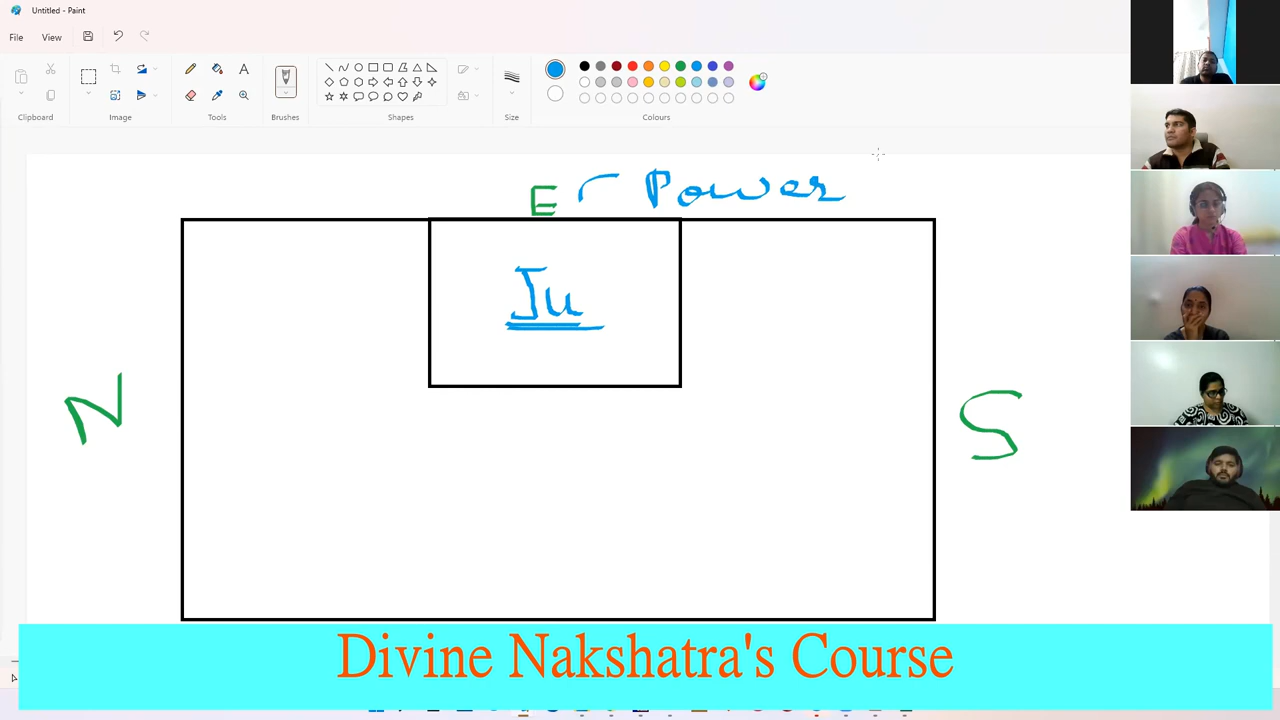 Untitled - Paint
File View
Clipboard Image Tools Brushes Shapes Size Colours
E Power
Ju
N
S
Divine Nakshatra's Course